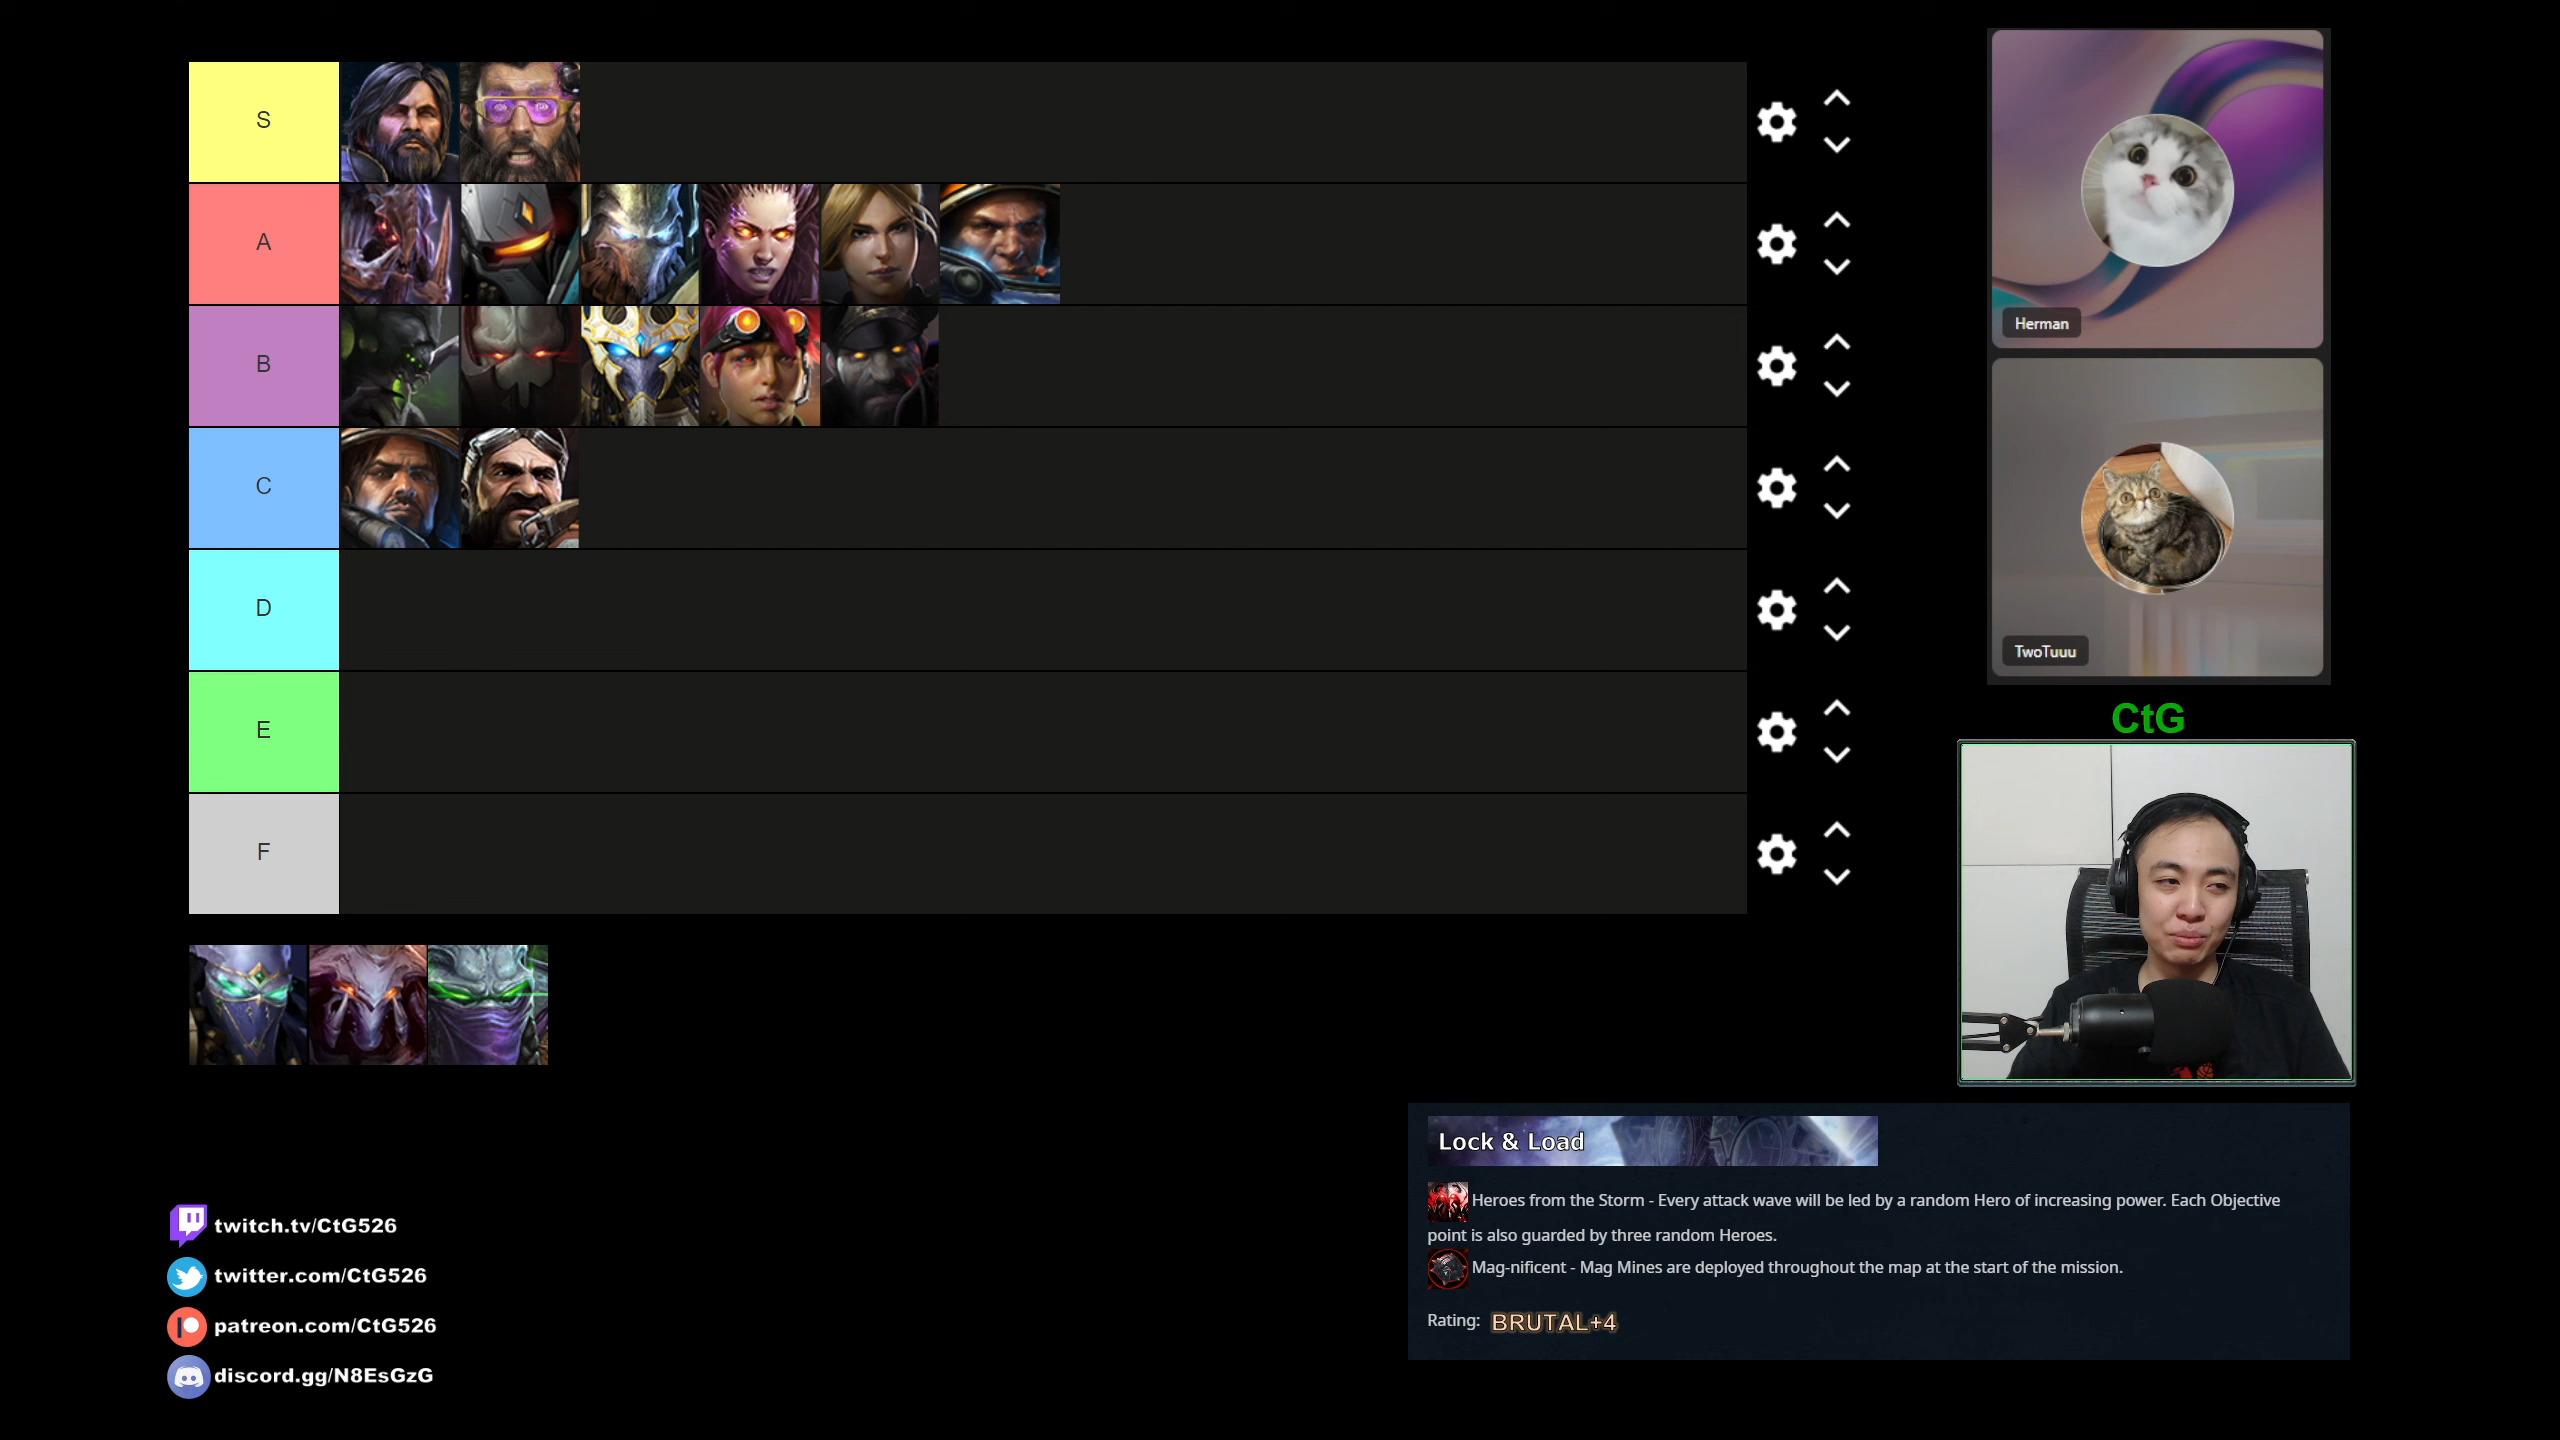 S
A
B
C
D
E
F
Herman
TwoTuuu
CtG
Lock & Load
Heroes from the Storm - Every attack wave will be led by a random Hero of increasing power. Each Objective
point is also guarded by three random Heroes.
Mag-nificent - Mag Mines are deployed throughout the map at the start of the mission.
Rating: BRUTAL+4
twitch.tv/CtG526
twitter.com/CtG526
patreon.com/CtG526
discord.gg/N8EsGzG